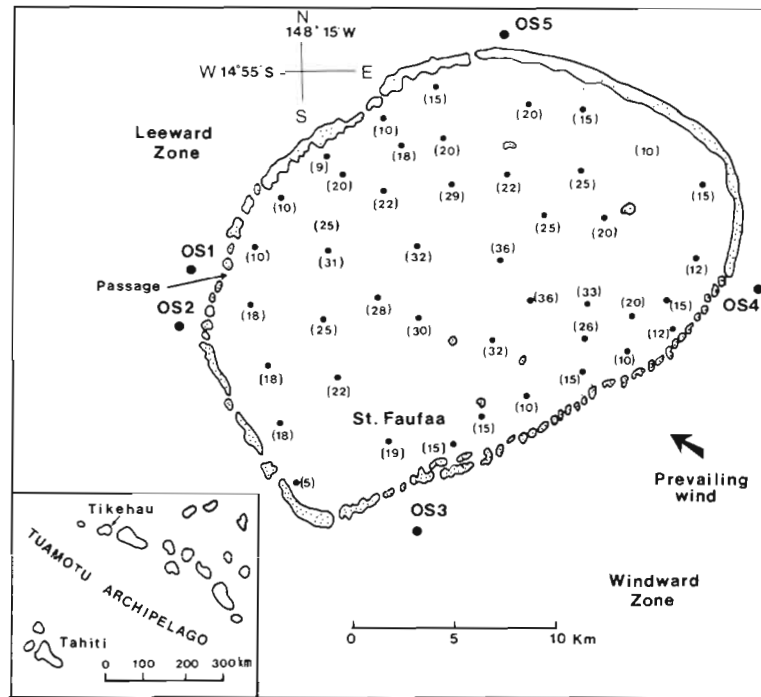 OS5
N
148° 15'W
W 14°55'S
E
S
Leeward
Zone
(15)
(20)
(15)
(10)
(18)
(20)
(10)
(9)
(20)
(22)
(29)
(22)
(25)
(15)
(10)
(25)
(25)
(20)
(10)
(31)
(32)
(36)
(12)
OS1
Passage
OS2
OS4
(18)
(25)
(28)
(30)
(36)
(33)
(20)
(15)
(12)
(32)
(26)
(10)
(18)
(22)
(15)
(10)
(18)
St. Faufaa
(15)
(19)
(15)
(5)
OS3
Prevailing
wind
Windward
Zone
0 5 10 Km
Tikehau
TUAMOTU ARCHIPELAGO
Tahiti
0 100 200 300 km